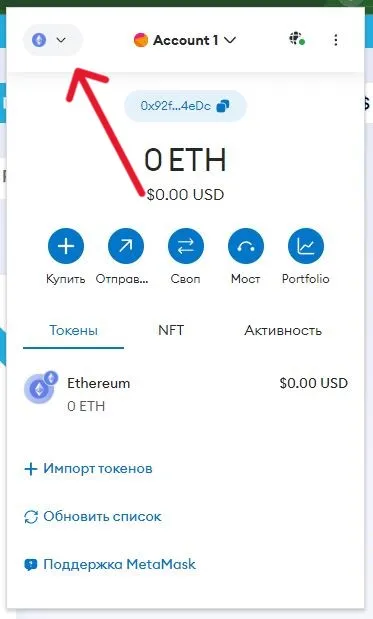 Account 1
0x92f...4eDc
0 ETH
$0.00 USD
Купить Отправ... Своп Мост Portfolio
Токены NFT Активность
Ethereum $0.00 USD
0 ETH
Импорт токенов
Обновить список
Поддержка MetaMask